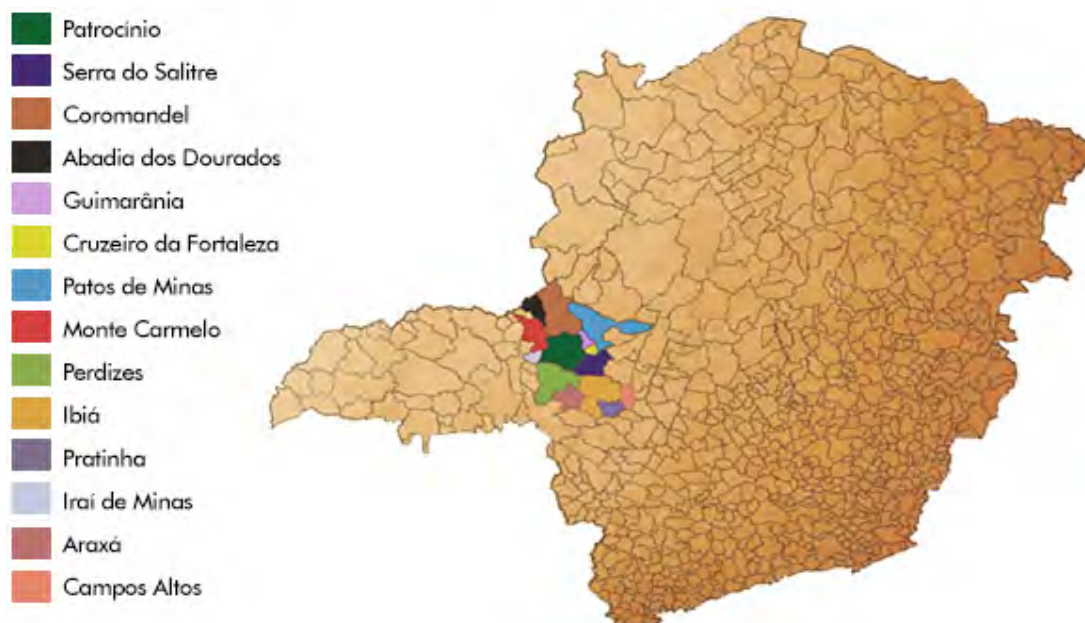 Patrocínio
Serra do Salitre
Coromandel
Abadia dos Dourados
Guimarânia
Cruzeiro da Fortaleza
Patos de Minas
Monte Carmelo
Perdizes
Ibiá
Pratinha
Iraí de Minas
Araxá
Campos Altos